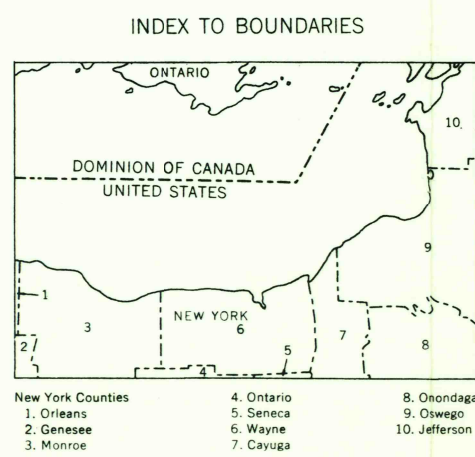 INDEX TO BOUNDARIES
ONTARIO
10
DOMINION OF CANADA
UNITED STATES
9
1
NEW YORK
3
6
7
2
5
8
4
New York Counties
1. Orleans
2. Genesee
3. Monroe
4. Ontario
5. Seneca
6. Wayne
7. Cayuga
8. Onondaga
9. Oswego
10. Jefferson